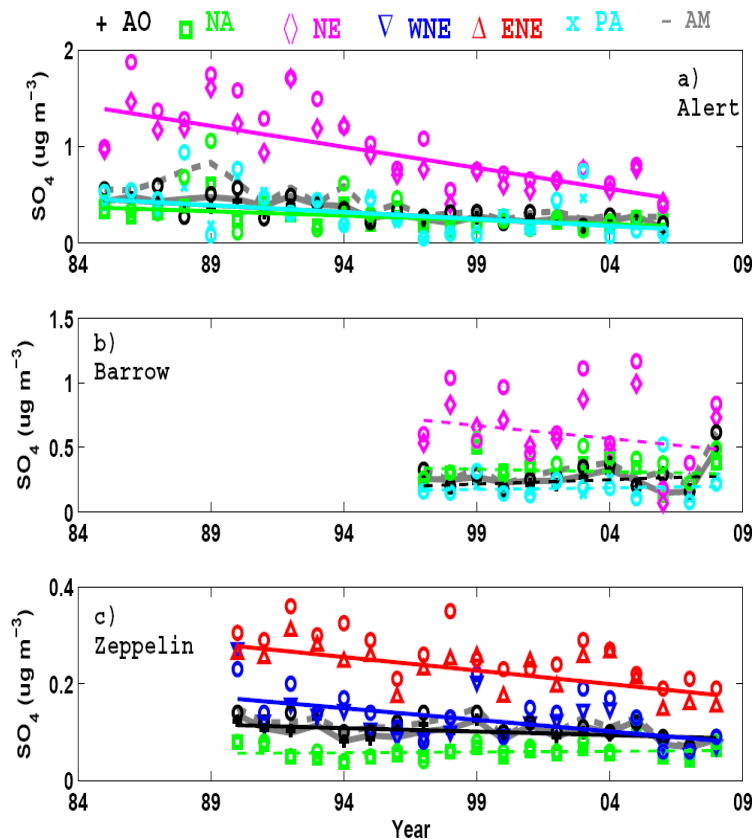 + AO NA NE WNE ENE × PA - AM
2
1
0
SO4 (ug m−3)
a)
Alert
84 89 94 99 04 09
1.5
1
0.5
0
SO4 (ug m−3)
b)
Barrow
84 89 94 99 04 09
0.4
0.2
0
SO4 (ug m−3)
c)
Zeppelin
84 89 94 99 04 09
Year